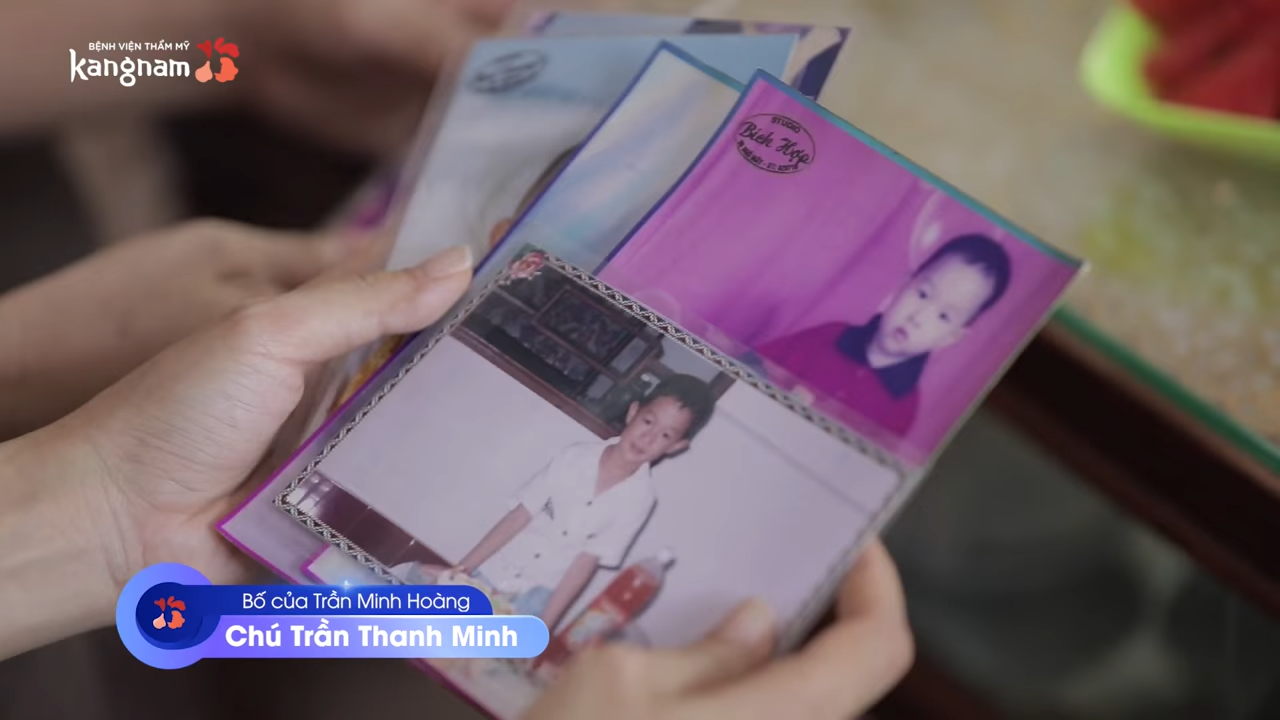 BỆNH VIỆN THẨM MỸ
kangnam
STUDIO
Bích Hợp
Bố của Trần Minh Hoàng
Chú Trần Thanh Minh